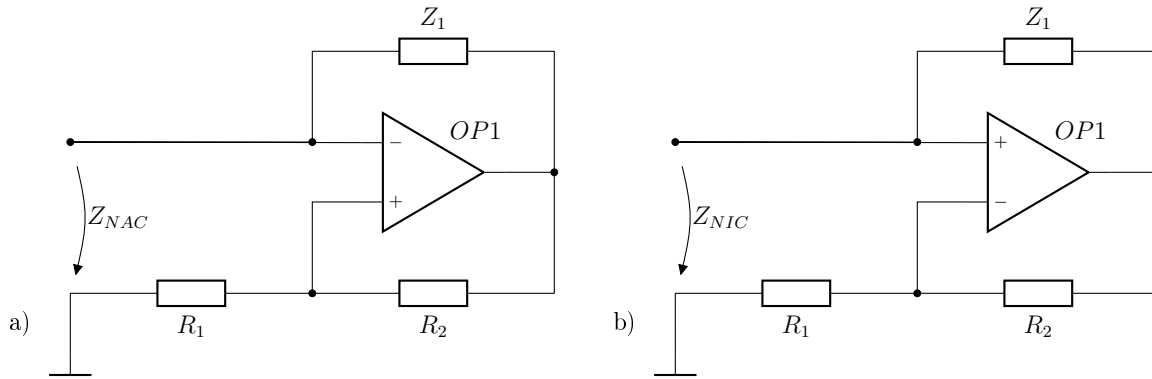 Z1
OP1
−
+
ZNAC
R1
R2
a)
Z1
OP1
+
−
ZNIC
R1
R2
b)